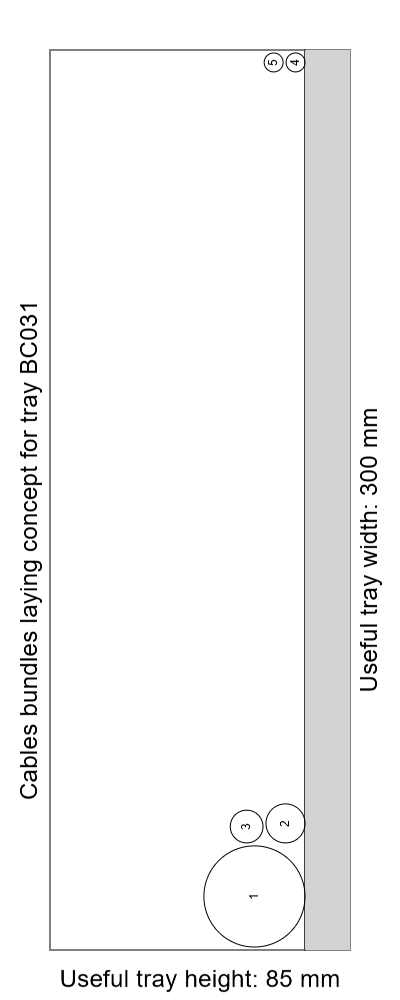 Cables bundles laying concept for tray BC031
1
2
3
4
5
Useful tray width: 300 mm
Useful tray height: 85 mm